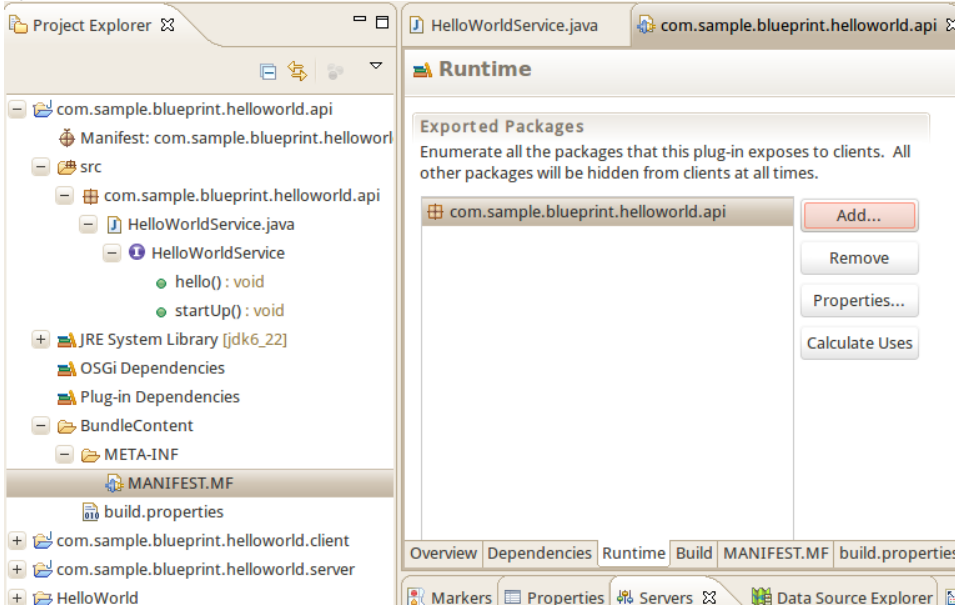 Project Explorer
com.sample.blueprint.helloworld.api
Manifest: com.sample.blueprint.helloworl
src
com.sample.blueprint.helloworld.api
HelloWorldService.java
HelloWorldService
hello() : void
startUp() : void
JRE System Library [jdk6_22]
OSGi Dependencies
Plug-in Dependencies
BundleContent
META-INF
MANIFEST.MF
build.properties
com.sample.blueprint.helloworld.client
com.sample.blueprint.helloworld.server
HelloWorld
HelloWorldService.java
com.sample.blueprint.helloworld.api
Runtime
Exported Packages
Enumerate all the packages that this plug-in exposes to clients. All
other packages will be hidden from clients at all times.
com.sample.blueprint.helloworld.api
Add...
Remove
Properties...
Calculate Uses
Overview Dependencies Runtime Build MANIFEST.MF build.properties
Markers Properties Servers Data Source Explorer